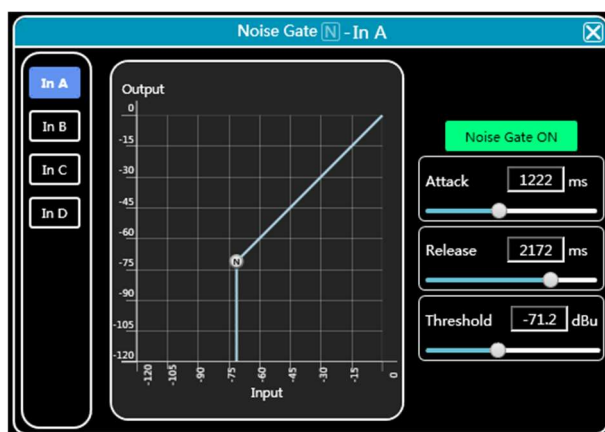 Noise Gate N -In A
In A
In B
In C
In D
Output
0
-15
-30
-45
-60
-75
-90
-105
-120
N
-120
-105
-90
-75
-60
-45
-30
-15
0
Input
Noise Gate ON
Attack 1222 ms
Release 2172 ms
Threshold -71.2 dBu